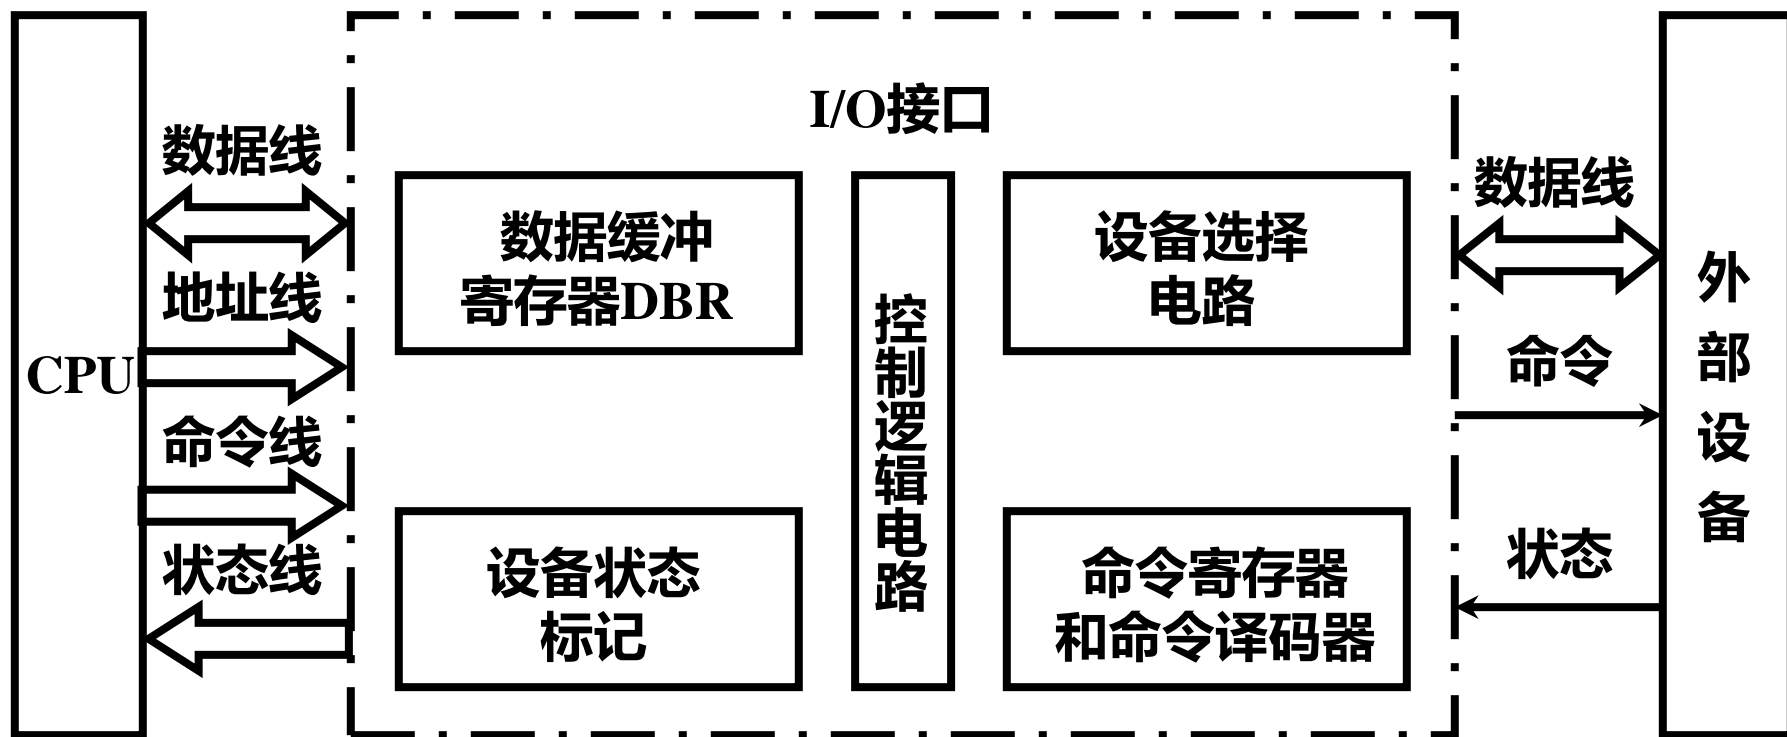 I/O接口
CPU
数据线
地址线
命令线
状态线
数据缓冲
寄存器DBR
设备状态
标记
控制逻辑电路
设备选择
电路
命令寄存器
和命令译码器
数据线
命令
状态
外部设备